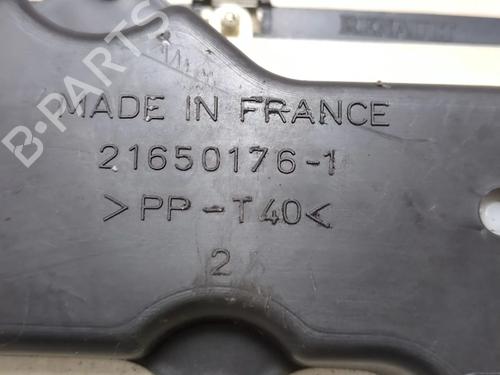 B-PARTS
MADE IN FRANCE
21650176-1
>PP-T40<
2